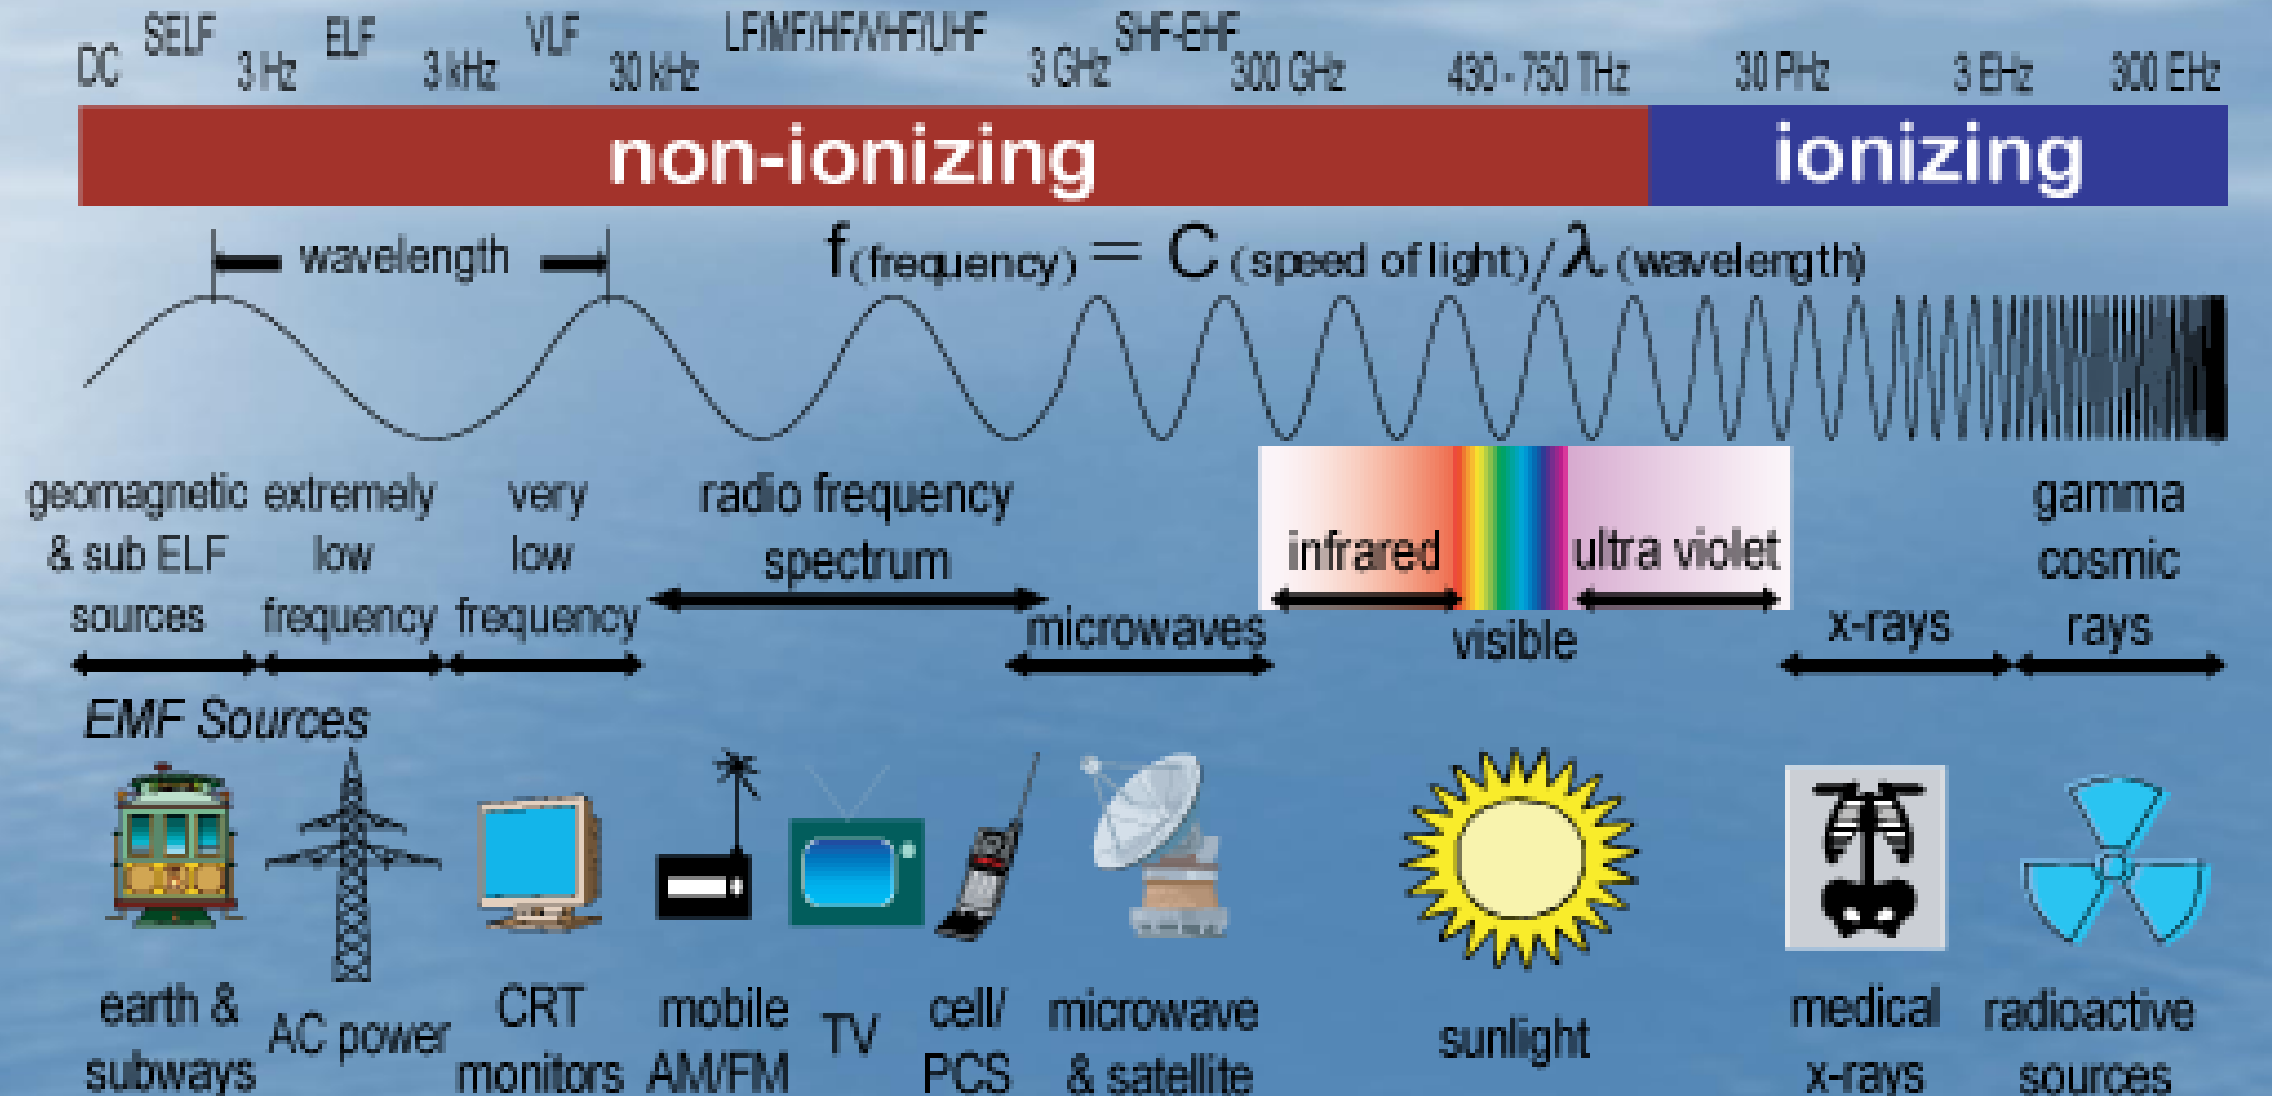 DC SELF 3 Hz ELF 3 kHz VLF 30 kHz LF/MF/HF/VHF/UHF 3 GHz SHF-EHF 300 GHz 430 - 750 THz 30 PHz 3 EHz 300 EHz
non-ionizing ionizing
wavelength
f (frequency) = C (speed of light) / λ (wavelength)
geomagnetic
& sub ELF
sources
extremely
low
frequency
very
low
frequency
radio frequency
spectrum
microwaves
infrared
visible
ultra violet
x-rays
gamma
cosmic
rays
EMF Sources
earth &
subways
AC power
CRT
monitors
mobile
AM/FM
TV
cell/
PCS
microwave
& satellite
sunlight
medical
x-rays
radioactive
sources